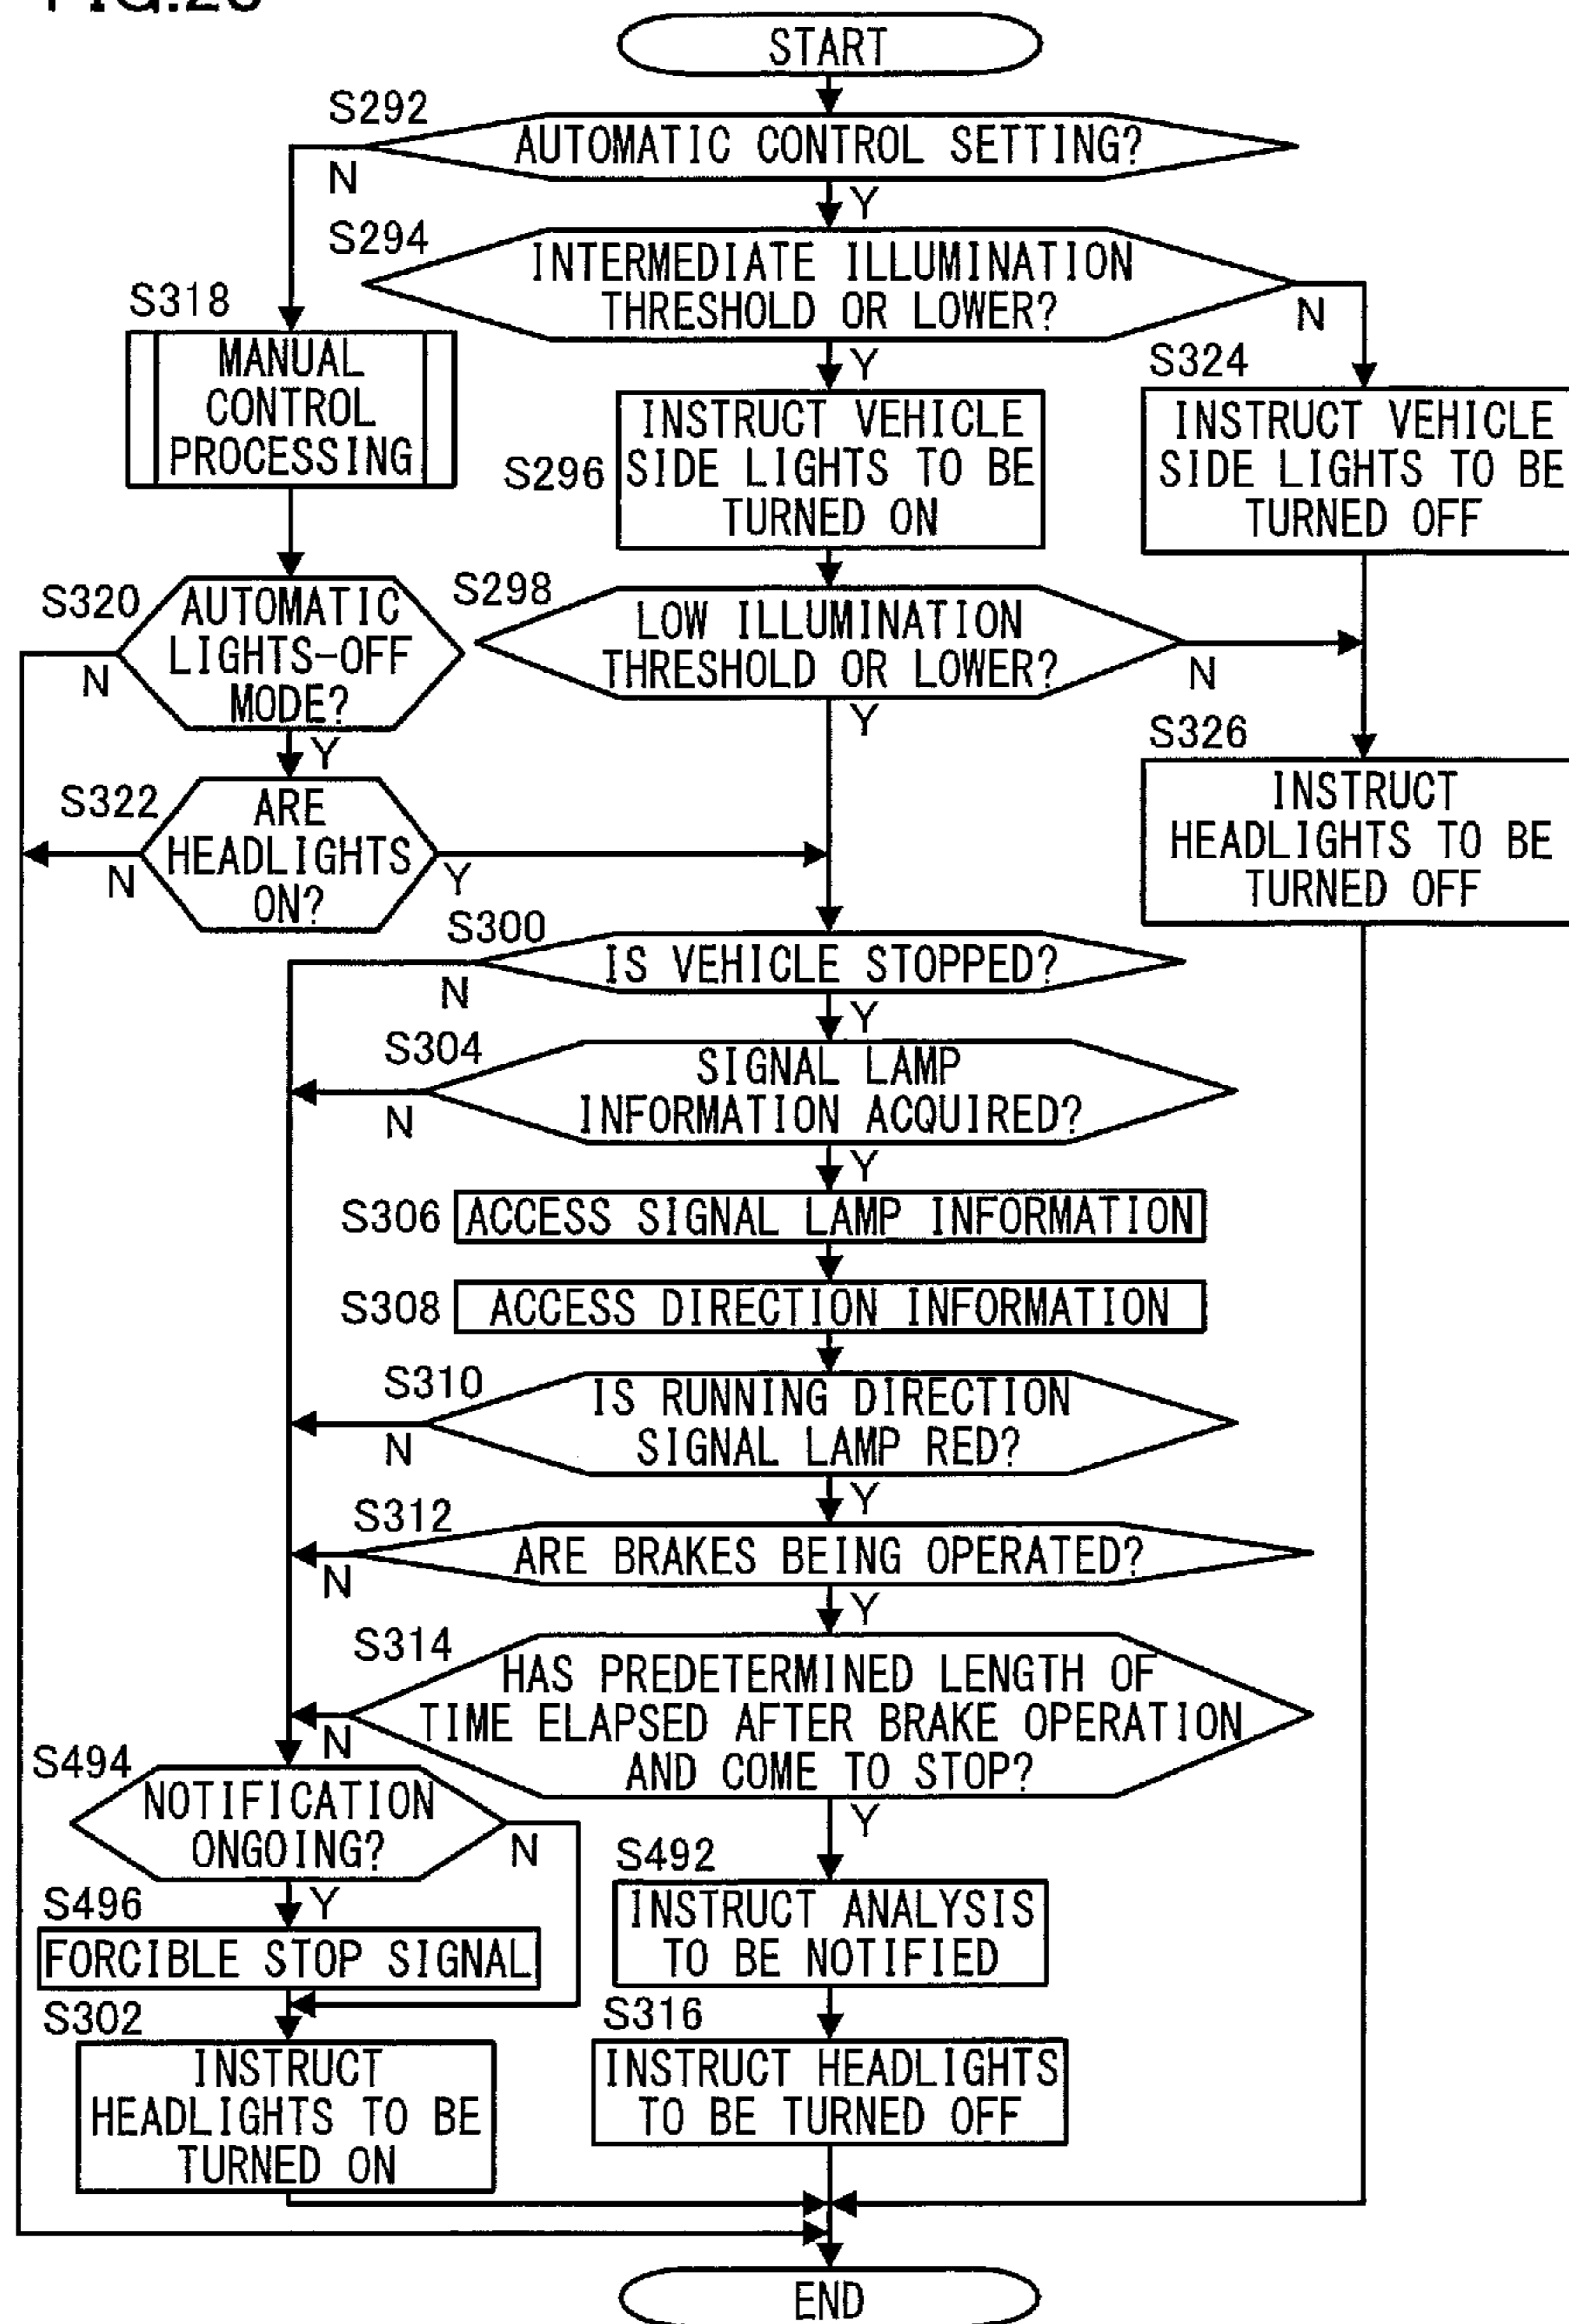 START
S292
AUTOMATIC CONTROL SETTING?
N
Y
S294
INTERMEDIATE ILLUMINATION
THRESHOLD OR LOWER?
N
Y
S318
MANUAL
CONTROL
PROCESSING
S324
INSTRUCT VEHICLE
SIDE LIGHTS TO BE
TURNED OFF
S296
INSTRUCT VEHICLE
SIDE LIGHTS TO BE
TURNED ON
S320
AUTOMATIC
LIGHTS-OFF
MODE?
N
Y
S298
LOW ILLUMINATION
THRESHOLD OR LOWER?
N
Y
S326
INSTRUCT
HEADLIGHTS TO BE
TURNED OFF
S322
ARE
HEADLIGHTS
ON?
N
Y
S300
IS VEHICLE STOPPED?
N
Y
S304
SIGNAL LAMP
INFORMATION ACQUIRED?
N
Y
S306
ACCESS SIGNAL LAMP INFORMATION
S308
ACCESS DIRECTION INFORMATION
S310
IS RUNNING DIRECTION
SIGNAL LAMP RED?
N
Y
S312
ARE BRAKES BEING OPERATED?
N
Y
S314
HAS PREDETERMINED LENGTH OF
TIME ELAPSED AFTER BRAKE OPERATION
AND COME TO STOP?
N
Y
S494
NOTIFICATION
ONGOING?
N
Y
S492
INSTRUCT ANALYSIS
TO BE NOTIFIED
S496
FORCIBLE STOP SIGNAL
S302
INSTRUCT
HEADLIGHTS TO BE
TURNED ON
S316
INSTRUCT HEADLIGHTS
TO BE TURNED OFF
END